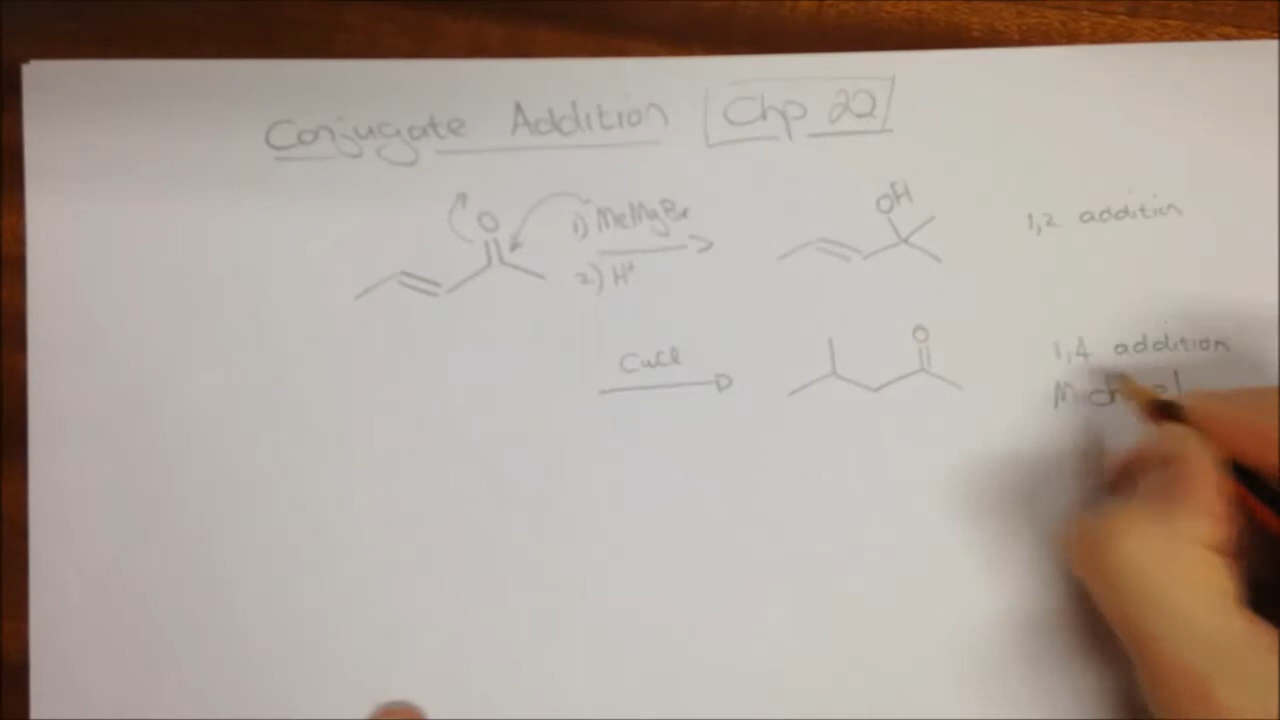 Conjugate Addition Chp 22
O
1) MeMgBr
2) H⁺
OH
1,2 addition
CuCl
O
1,4 addition